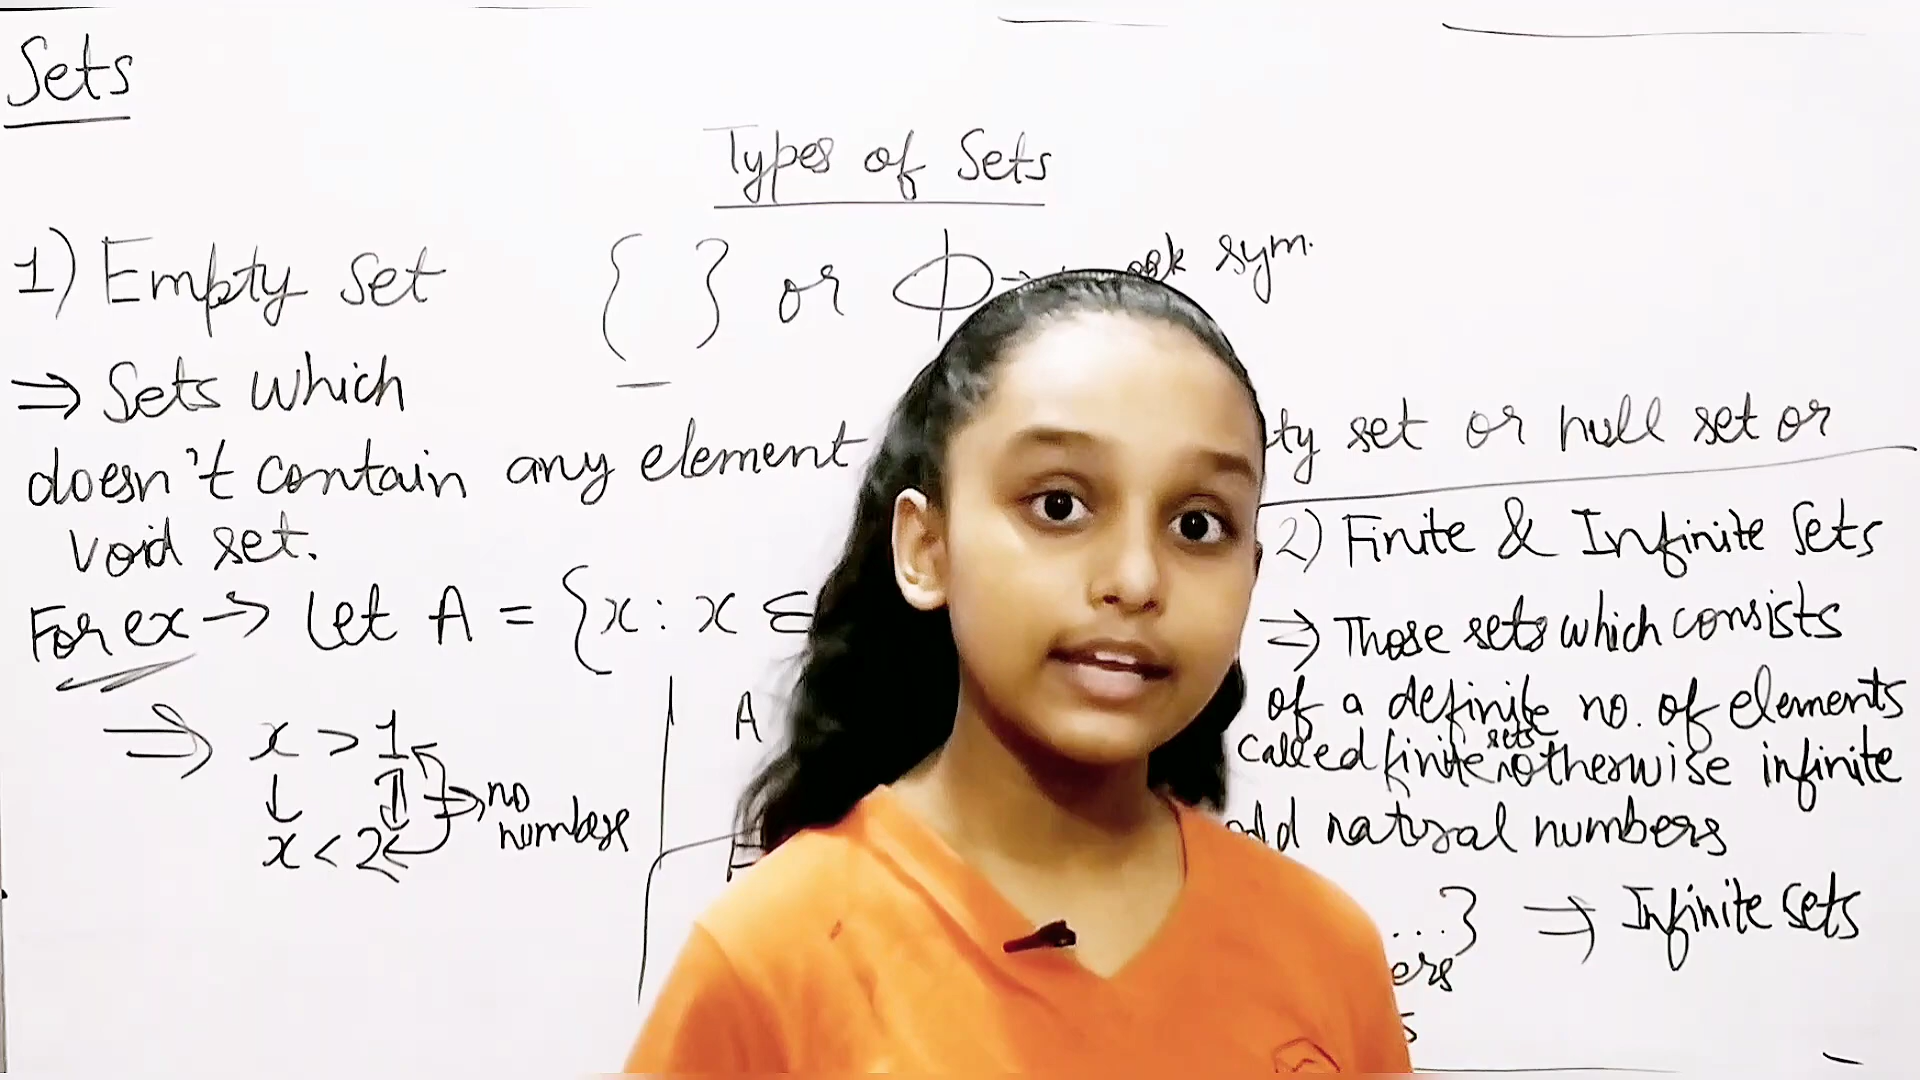 Sets
Types of Sets
1) Empty set { } or ϕ → sym.
⇒ Sets which
doesn't contain any element ty set or null set or
void set.
For ex → Let A = {x : x ∈
⇒ x > 1
x < 2
→ no
numbers
A
2) Finite & Infinite Sets
⇒ Those sets which consists
of a definite no. of elements
called finite sets otherwise infinite
odd natural numbers
...} ⇒ Infinite Sets
ers
s